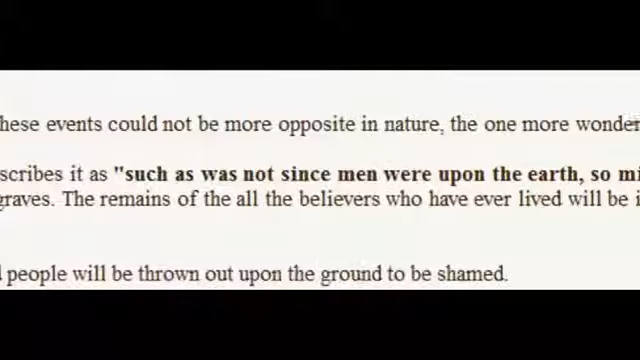 hese events could not be more opposite in nature, the one more wonder
scribes it as "such as was not since men were upon the earth, so mi
graves. The remains of the all the believers who have ever lived will be i
people will be thrown out upon the ground to be shamed.